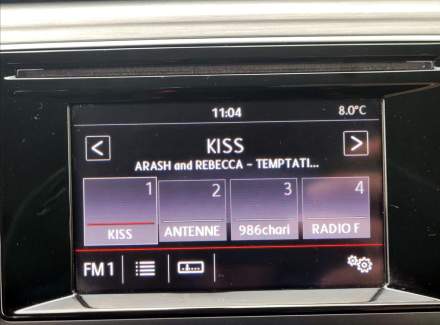 11:04 8.0°C
KISS
ARASH and REBECCA - TEMPTATI...
1 2 3 4
KISS ANTENNE 986chari RADIO F
FM1